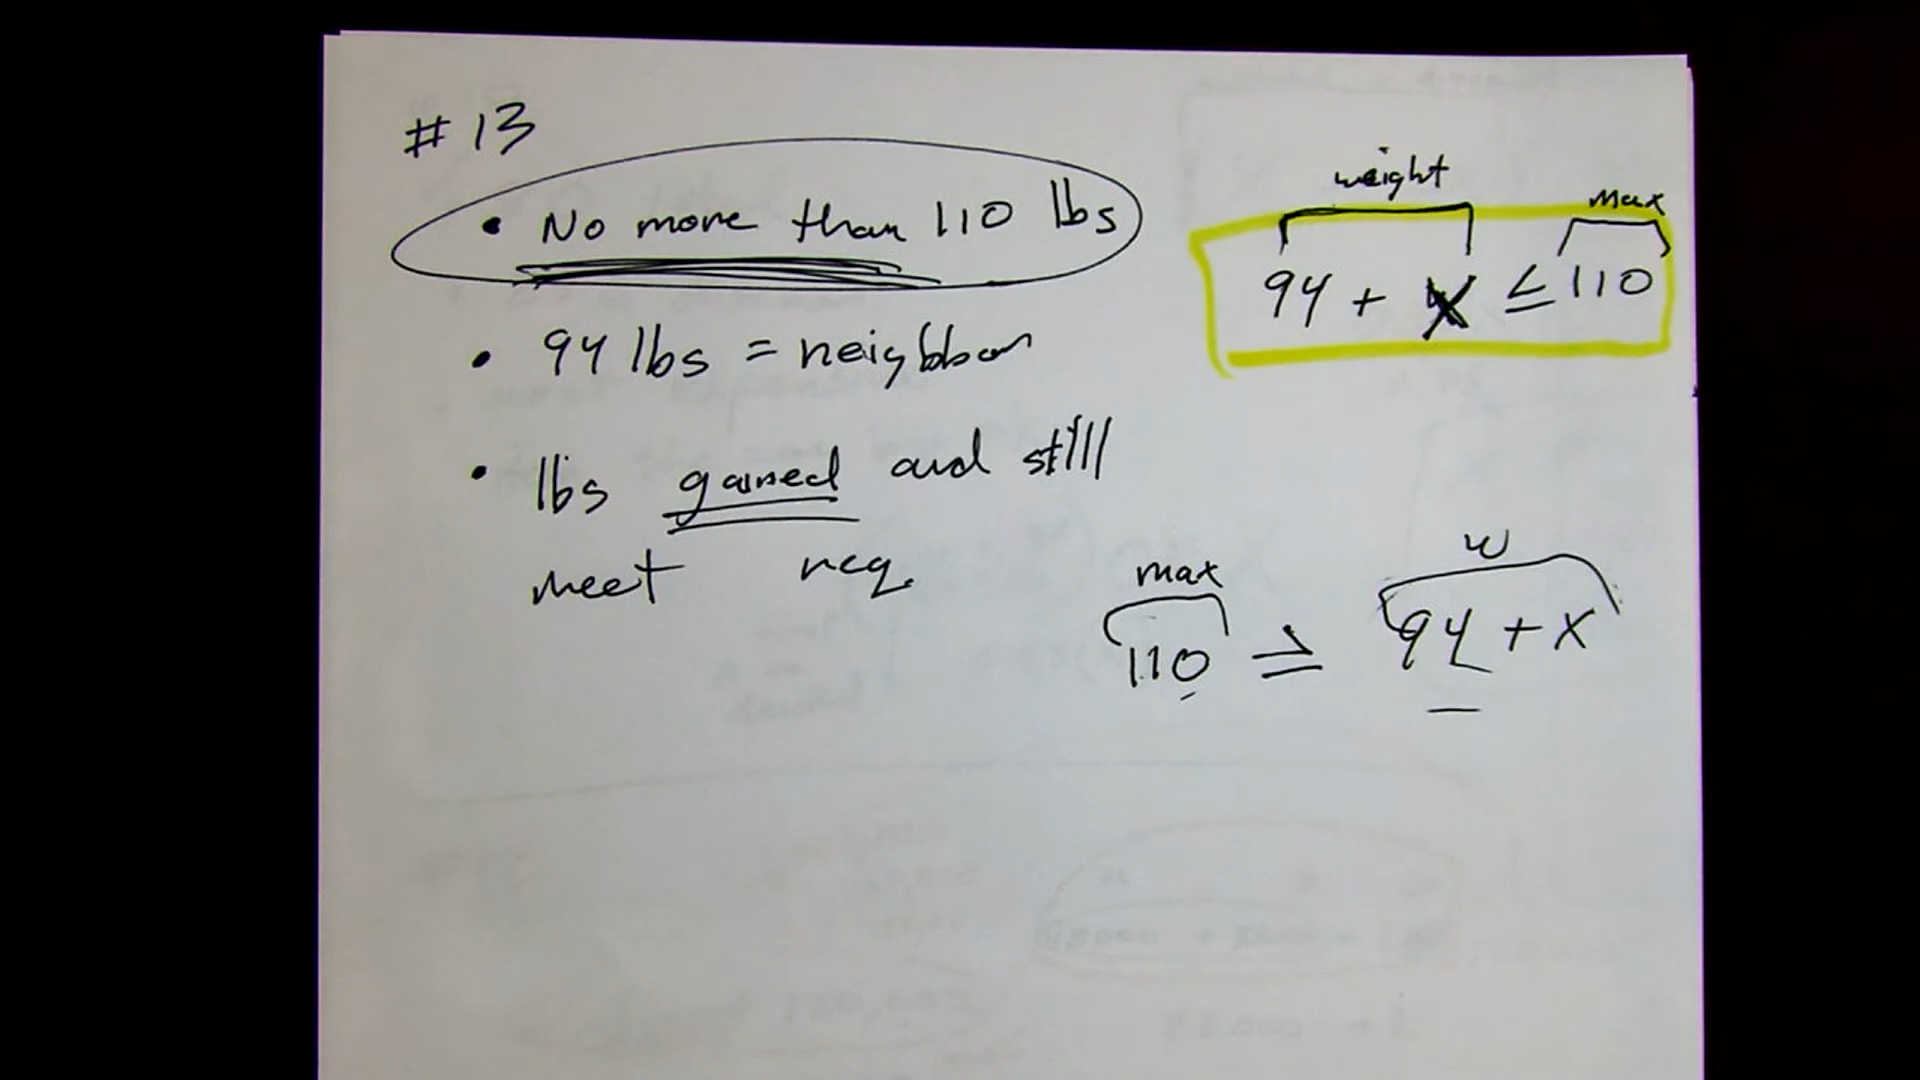 # 13
• No more than 110 lbs
• 94 lbs = neighbor
• lbs gained and still
meet req.
weight
max
94 + x ≤ 110
max
w
110 ≥ 94 + x